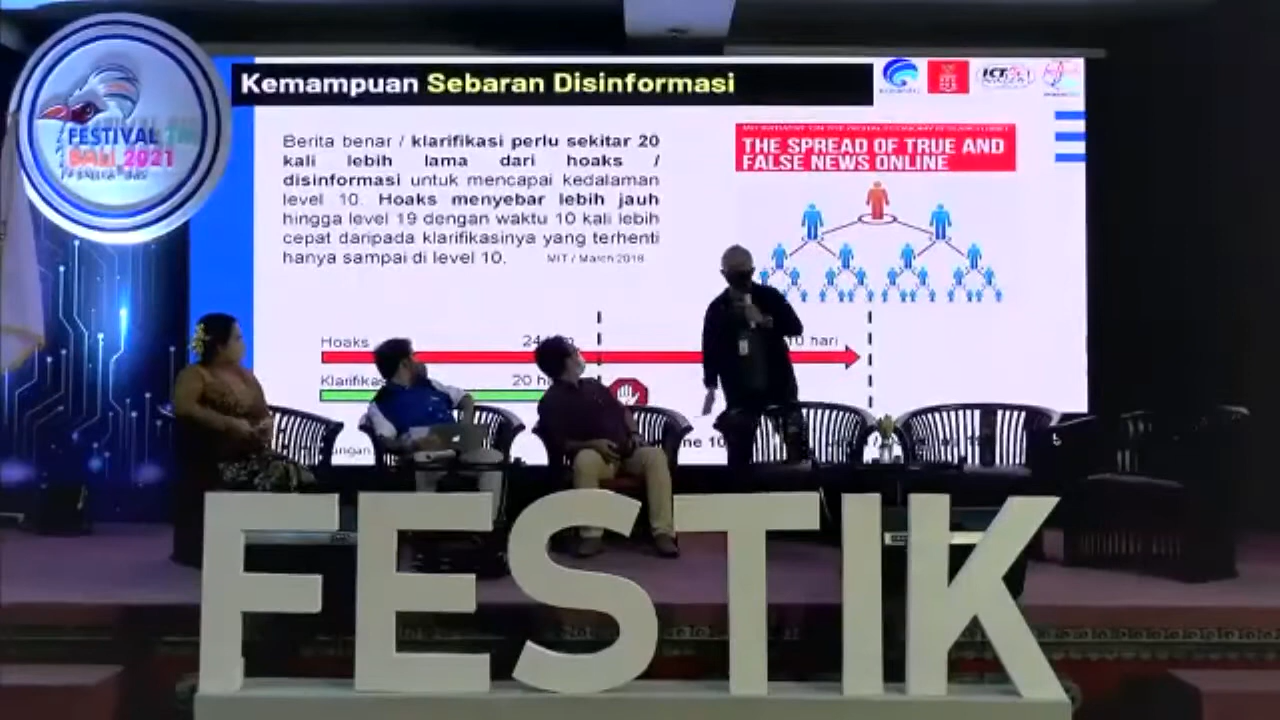 Kemampuan Sebaran Disinformasi
FESTIVAL TIK
BALI 2021
Berita benar / klarifikasi perlu sekitar 20
kali lebih lama dari hoaks /
disinformasi untuk mencapai kedalaman
level 10. Hoaks menyebar lebih jauh
hingga level 19 dengan waktu 10 kali lebih
cepat daripada klarifikasinya yang terhenti
hanya sampai di level 10.
MIT / March 2018
THE SPREAD OF TRUE AND
FALSE NEWS ONLINE
Hoaks
10 hari
20
FESTIK